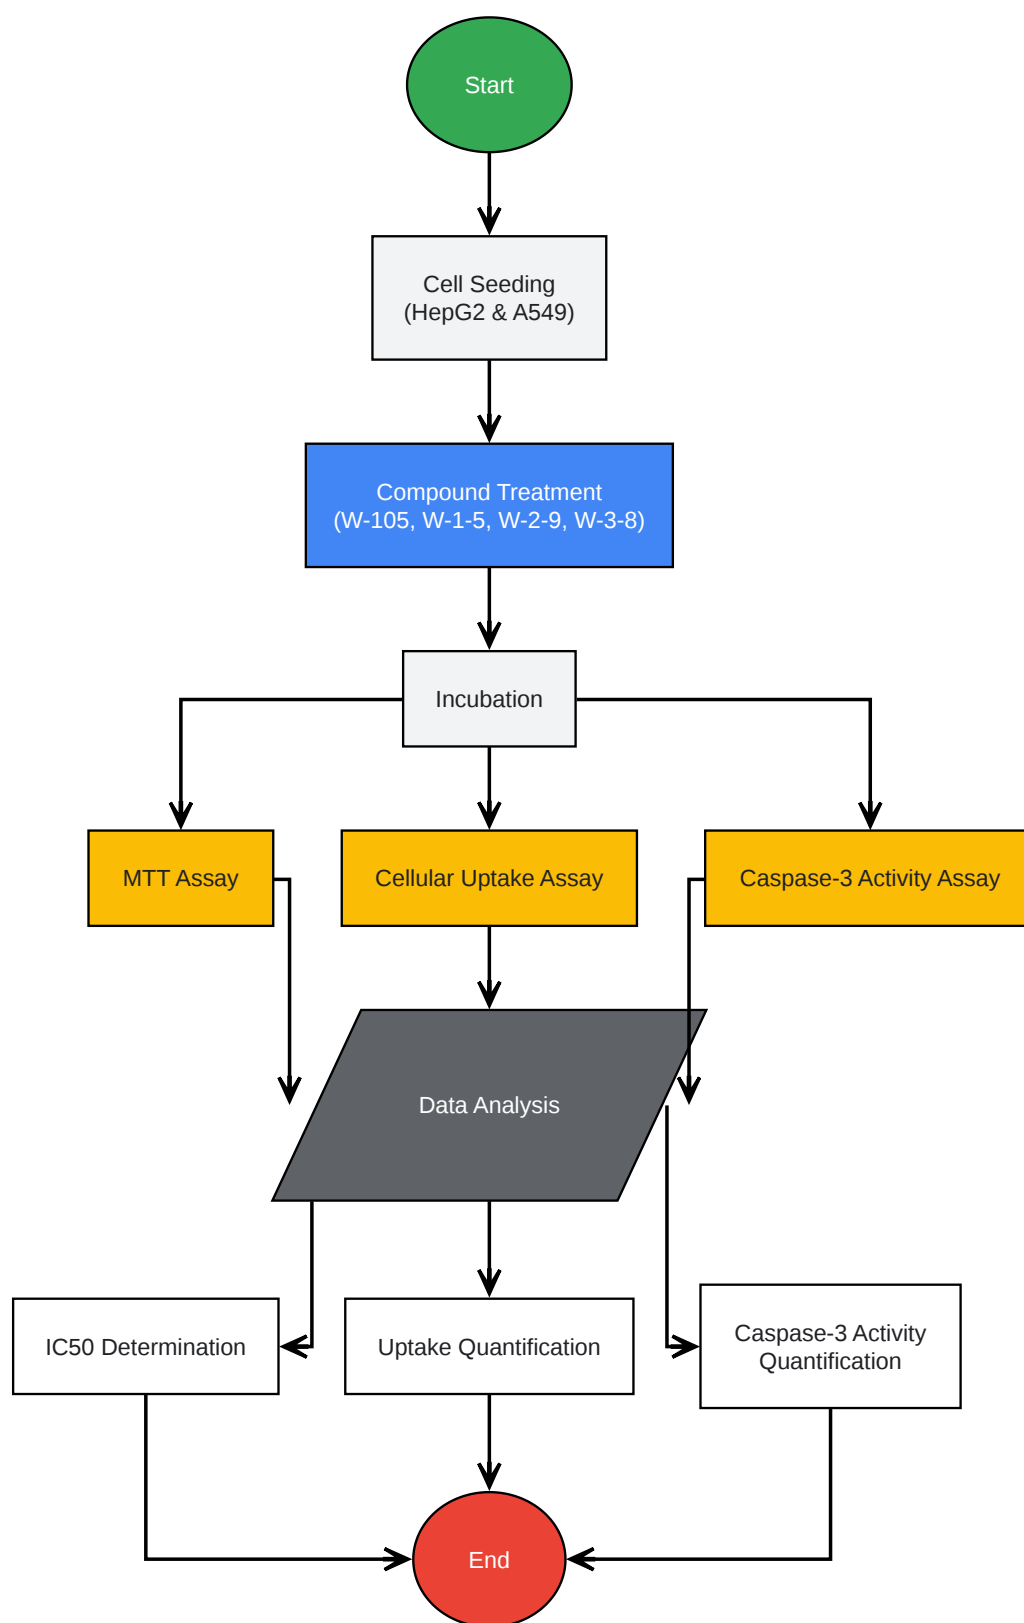 Start
Cell Seeding
(HepG2 & A549)
Compound Treatment
(W-105, W-1-5, W-2-9, W-3-8)
Incubation
MTT Assay
Cellular Uptake Assay
Caspase-3 Activity Assay
Data Analysis
IC50 Determination
Uptake Quantification
Caspase-3 Activity
Quantification
End